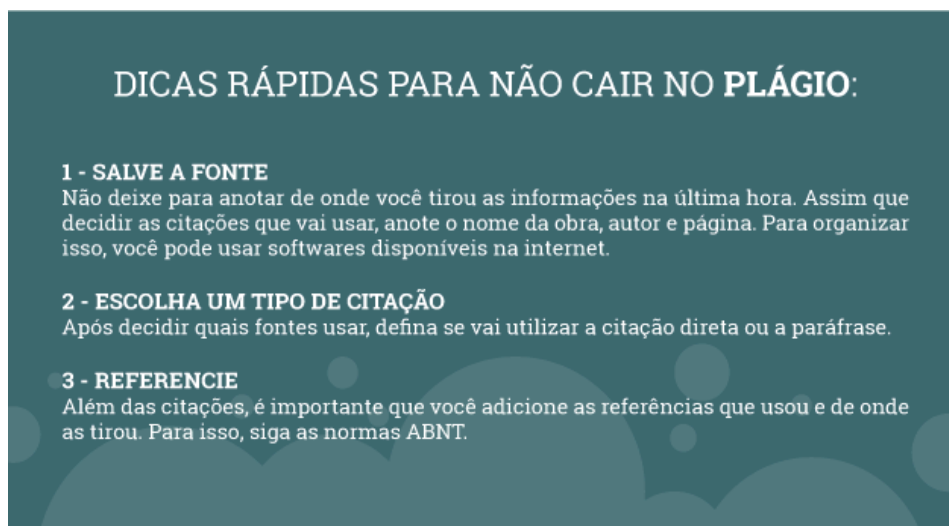 DICAS RÁPIDAS PARA NÃO CAIR NO PLÁGIO:
1 - SALVE A FONTE
Não deixe para anotar de onde você tirou as informações na última hora. Assim que
decidir as citações que vai usar, anote o nome da obra, autor e página. Para organizar
isso, você pode usar softwares disponíveis na internet.
2 - ESCOLHA UM TIPO DE CITAÇÃO
Após decidir quais fontes usar, defina se vai utilizar a citação direta ou a paráfrase.
3 - REFERENCIE
Além das citações, é importante que você adicione as referências que usou e de onde
as tirou. Para isso, siga as normas ABNT.